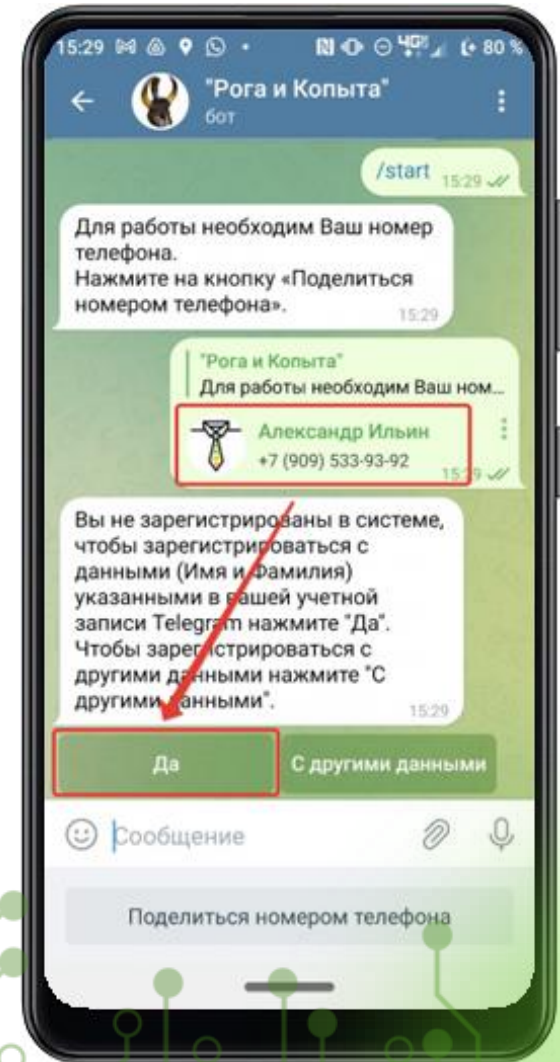 15:29 80 %
"Рога и Копыта"
бот
/start 15:29
Для работы необходим Ваш номер
телефона.
Нажмите на кнопку «Поделиться
номером телефона».
15:29
"Рога и Копыта"
Для работы необходим Ваш ном...
Александр Ильин
+7 (909) 533-93-92
15:29
Вы не зарегистрированы в системе,
чтобы зарегистрироваться с
данными (Имя и Фамилия)
указанными в вашей учетной
записи Telegram нажмите "Да".
Чтобы зарегистрироваться с
другими данными нажмите "С
другими данными".
15:29
Да
С другими данными
Сообщение
Поделиться номером телефона